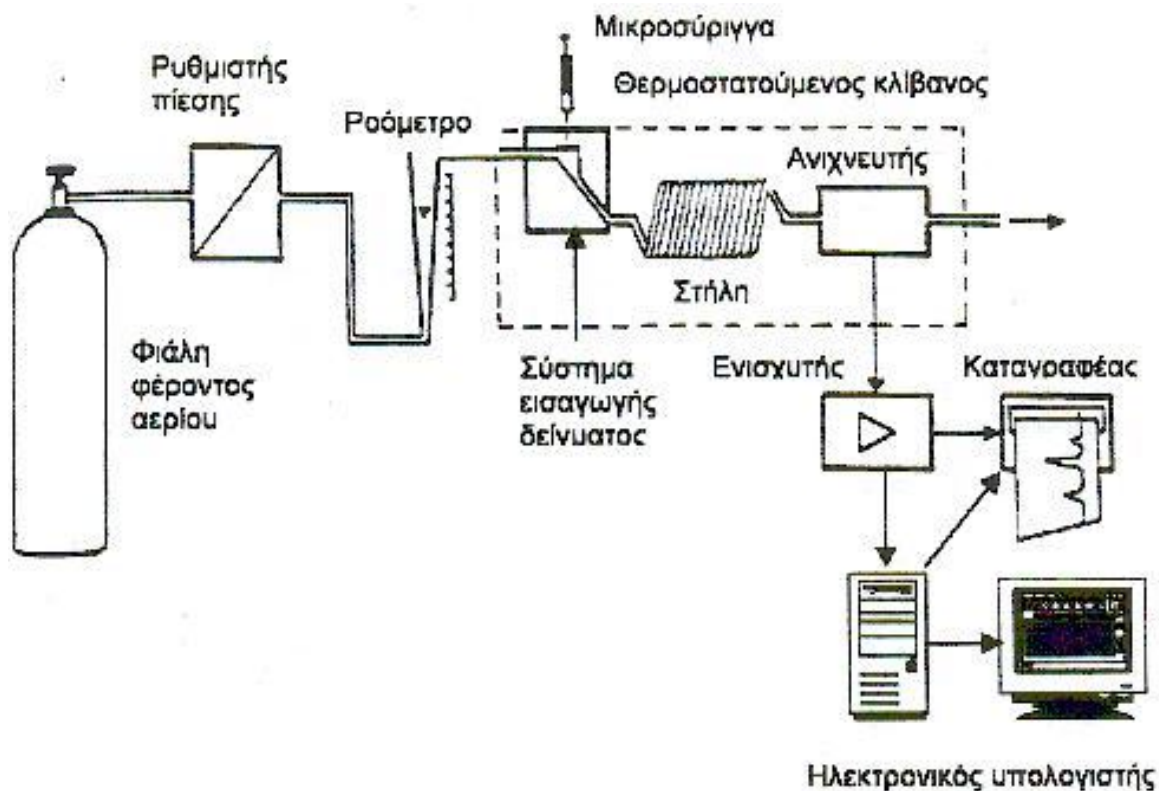 Μικροσύριγγα
Ρυθμιστής
πίεσης
Θερμοστατούμενος κλίβανος
Ροόμετρο
Ανιχνευτής
Στήλη
Φιάλη
φέροντος
αερίου
Σύστημα
εισαγωγής
δείγματος
Ενισχυτής
Καταγραφέας
Ηλεκτρονικός υπολογιστής